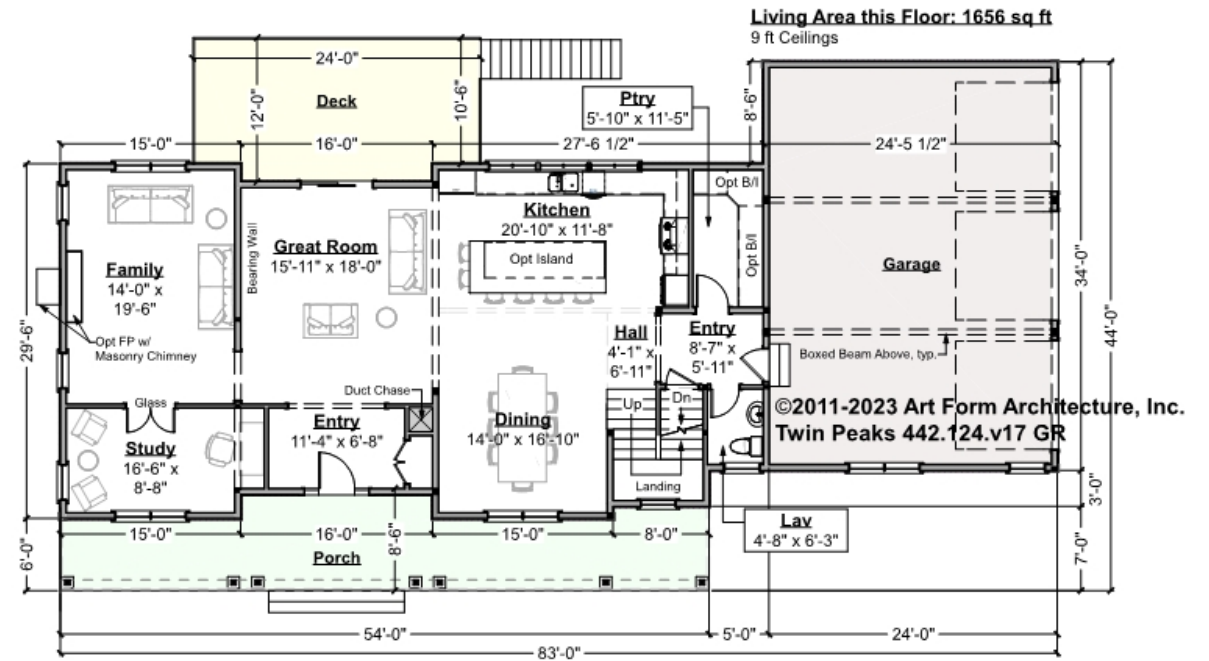 Living Area this Floor: 1656 sq ft
9 ft Ceilings
24'-0"
Deck
12'-0"
10'-6"
Ptry
5'-10" x 11'-5"
8'-6"
15'-0"
16'-0"
27'-6 1/2"
24'-5 1/2"
Opt B/I
Kitchen
20'-10" x 11'-8"
Bearing Wall
Great Room
15'-11" x 18'-0"
Opt Island
Opt B/I
Family
14'-0" x
19'-6"
Garage
34'-0"
44'-0"
29'-6"
Opt FP w/
Masonry Chimney
Hall
4'-1" x
6'-11"
Entry
8'-7" x
5'-11"
Boxed Beam Above, typ.
Duct Chase
Glass
Up
Dn
Entry
11'-4" x 6'-8"
Dining
14'-0" x 16'-10"
©2011-2023 Art Form Architecture, Inc.
Twin Peaks 442.124.v17 GR
Study
16'-6" x
8'-8"
Landing
3'-0"
Lav
4'-8" x 6'-3"
15'-0"
16'-0"
8'-6"
15'-0"
8'-0"
6'-0"
Porch
7'-0"
54'-0"
5'-0"
24'-0"
83'-0"